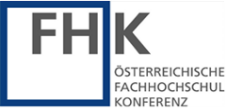 FHK
ÖSTERREICHISCHE
FACHHOCHSCHUL
KONFERENZ